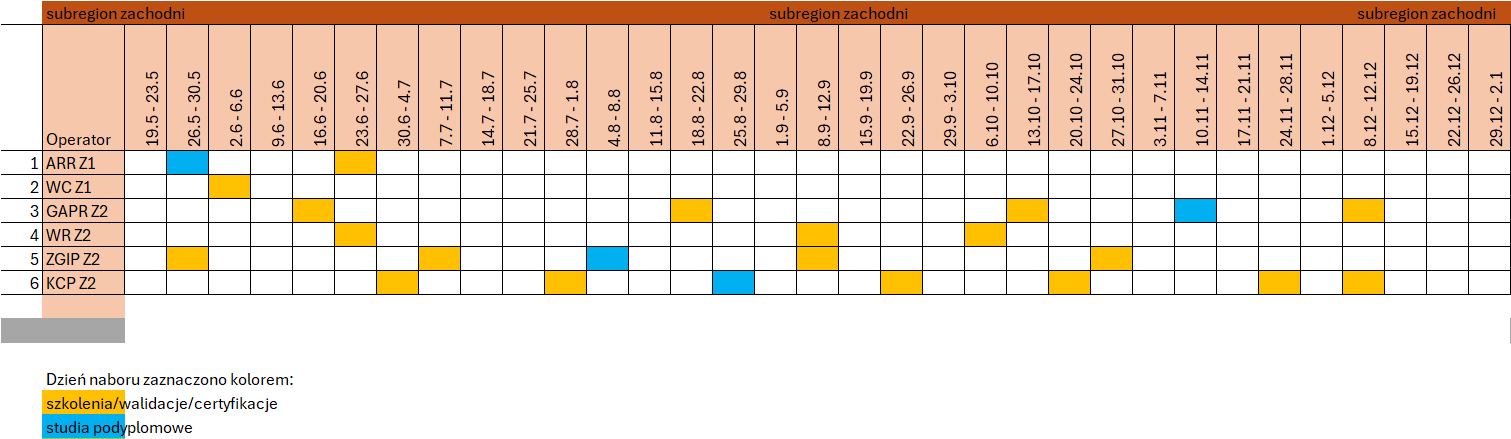 subregion zachodni subregion zachodni subregion zachodni
Operator 19.5 - 23.5 26.5 - 30.5 2.6 - 6.6 9.6 - 13.6 16.6 - 20.6 23.6 - 27.6 30.6 - 4.7 7.7 - 11.7 14.7 - 18.7 21.7 - 25.7 28.7 - 1.8 4.8 - 8.8 11.8 - 15.8 18.8 - 22.8 25.8 - 29.8 1.9 - 5.9 8.9 - 12.9 15.9 - 19.9 22.9 - 26.9 29.9 - 3.10 6.10 - 10.10 13.10 - 17.10 20.10 - 24.10 27.10 - 31.10 3.11 - 7.11 10.11 - 14.11 17.11 - 21.11 24.11 - 28.11 1.12 - 5.12 8.12 - 12.12 15.12 - 19.12 22.12 - 26.12 29.12 - 2.1
1 ARR Z1
2 WC Z1
3 GAPR Z2
4 WR Z2
5 ZGIP Z2
6 KCP Z2
Dzień naboru zaznaczono kolorem:
szkolenia/walidacje/certyfikacje
studia podyplomowe